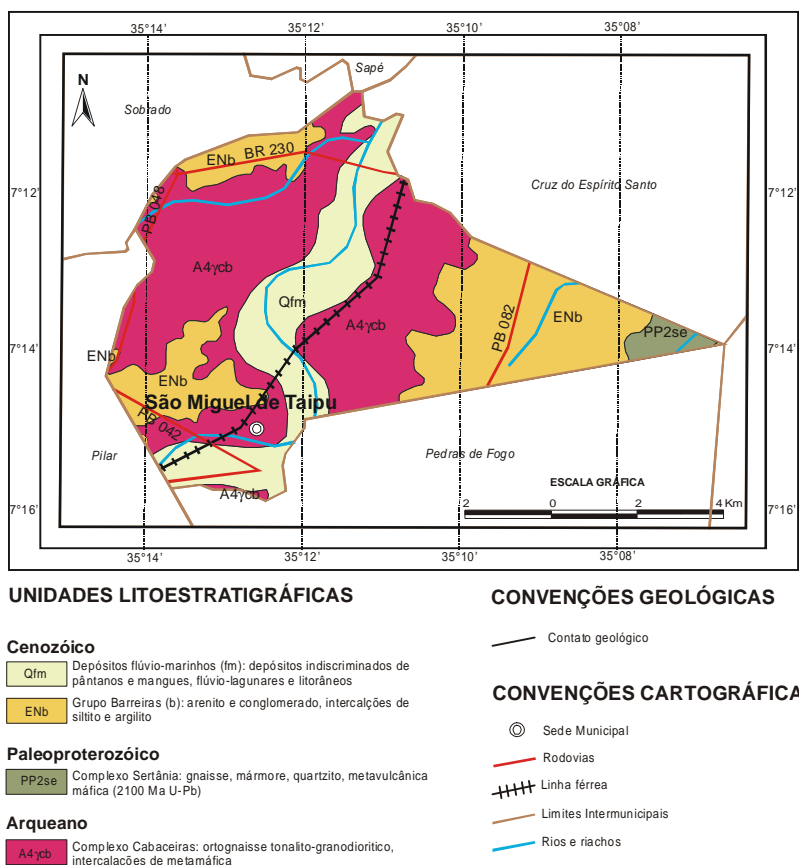 35°14' 35°12' 35°10' 35°08'
Sapé
N
Sobrado
ENb BR 230
7°12' Cruz do Espírito Santo 7°12'
PB 048
A4γcb
Qfm
A4γcb PB 082 ENb PP2se
7°14' 7°14'
ENb
ENb
São Miguel de Taipu
PB 042
Pilar Pedras de Fogo
ESCALA GRÁFICA
A4γcb
2 0 2 4 Km
7°16' 7°16'
35°14' 35°12' 35°10' 35°08'
UNIDADES LITOESTRATIGRÁFICAS
Cenozóico
Qfm Depósitos flúvio-marinhos (fm): depósitos indiscriminados de
pântanos e mangues, flúvio-lagunares e litorâneos
ENb Grupo Barreiras (b): arenito e conglomerado, intercalções de
siltito e argilito
Paleoproterozóico
PP2se Complexo Sertânia: gnaisse, mármore, quartzito, metavulcânica
máfica (2100 Ma U-Pb)
Arqueano
A4γcb Complexo Cabaceiras: ortognaisse tonalito-granodioritico,
intercalações de metamáfica
CONVENÇÕES GEOLÓGICAS
Contato geológico
CONVENÇÕES CARTOGRÁFICA
Sede Municipal
Rodovias
Linha férrea
Limites Intermunicipais
Rios e riachos